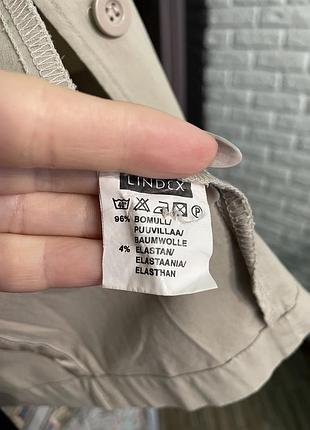 LINDEX
96% BOMULL/
PUUVILLAA/
BAUMWOLLE
4% ELASTAN/
ELASTAANIA/
ELASTHAN